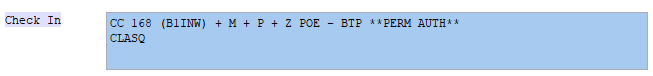 Check In
CC 168 (B1INW) + M + P + Z POE - BTP **PERM AUTH**
CLASQ